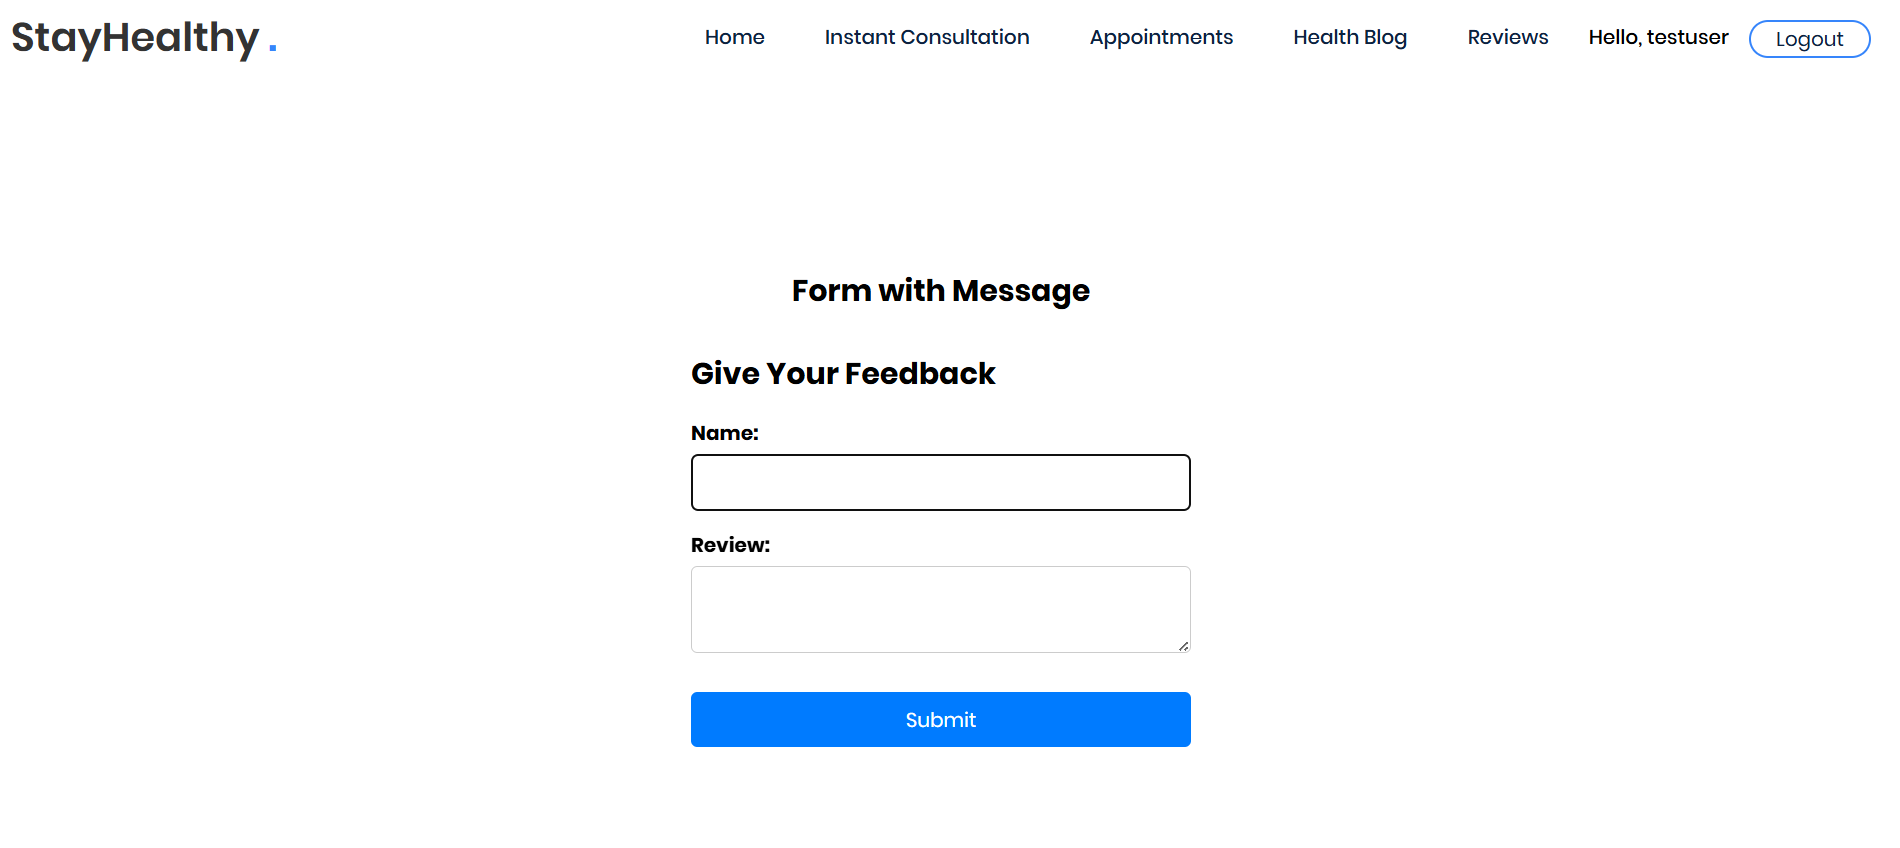 StayHealthy .
Home Instant Consultation Appointments Health Blog Reviews Hello, testuser Logout
Form with Message
Give Your Feedback
Name:
Review:
Submit